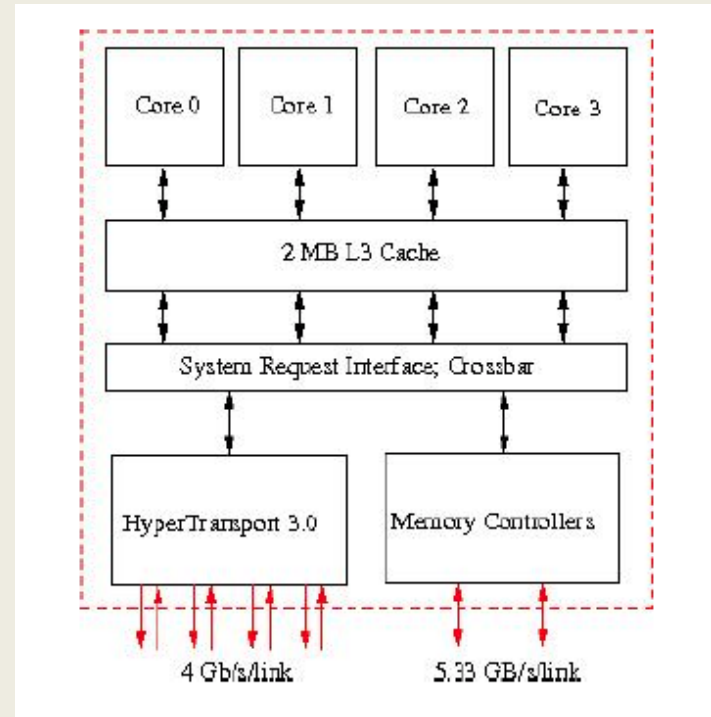 Core 0
Core 1
Core 2
Core 3
2 MB L3 Cache
System Request Interface; Crossbar
HyperTransport 3.0
Memory Controllers
4 Gb/s/link
5.33 GB/s/link